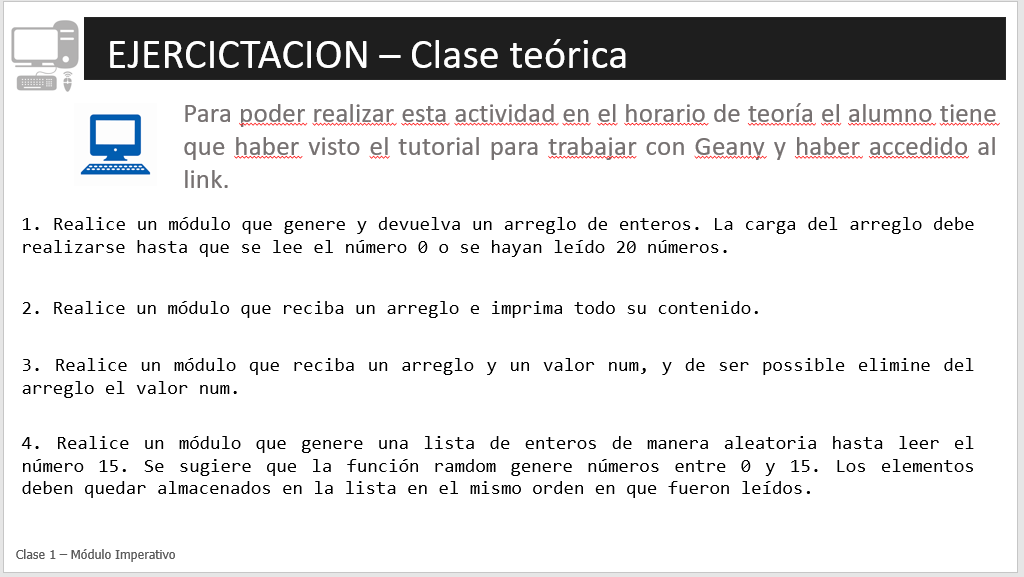 EJERCICTACION – Clase teórica
Para poder realizar esta actividad en el horario de teoría el alumno tiene
que haber visto el tutorial para trabajar con Geany y haber accedido al
link.
1. Realice un módulo que genere y devuelva un arreglo de enteros. La carga del arreglo debe
realizarse hasta que se lee el número 0 o se hayan leído 20 números.
2. Realice un módulo que reciba un arreglo e imprima todo su contenido.
3. Realice un módulo que reciba un arreglo y un valor num, y de ser possible elimine del
arreglo el valor num.
4. Realice un módulo que genere una lista de enteros de manera aleatoria hasta leer el
número 15. Se sugiere que la función ramdom genere números entre 0 y 15. Los elementos
deben quedar almacenados en la lista en el mismo orden en que fueron leídos.
Clase 1 – Módulo Imperativo